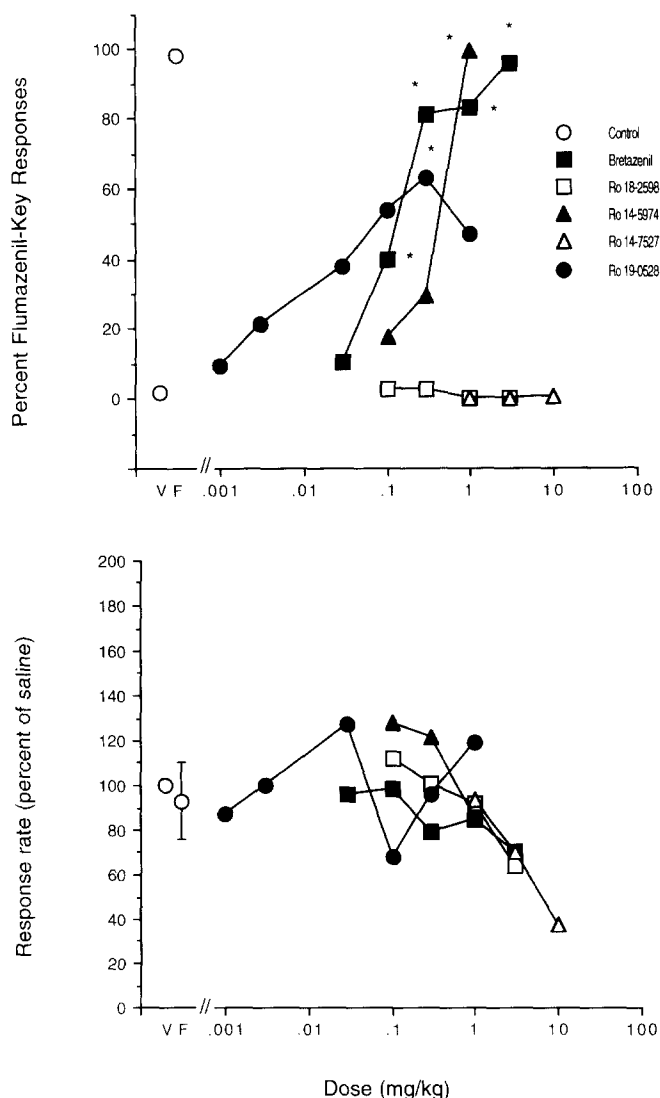 Percent Flumazenil-Key Responses
100
80
60
40
20
0
* * * * * *
Control
Bretazenil
Ro 18-2598
Ro 14-5974
Ro 14-7527
Ro 19-0528
V F // .001 .01 .1 1 10 100
Response rate (percent of saline)
200
180
160
140
120
100
80
60
40
20
0
V F // .001 .01 .1 1 10 100
Dose (mg/kg)